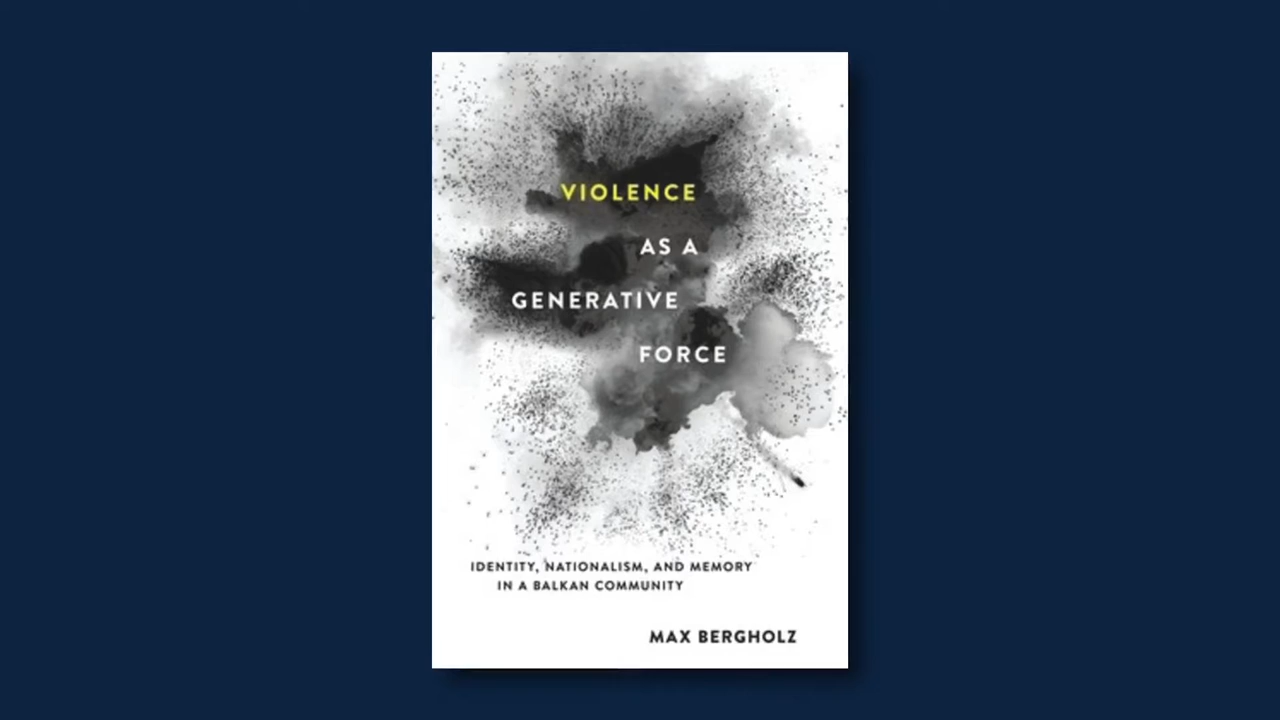 VIOLENCE
AS A
GENERATIVE
FORCE
IDENTITY, NATIONALISM, AND MEMORY
IN A BALKAN COMMUNITY
MAX BERGHOLZ